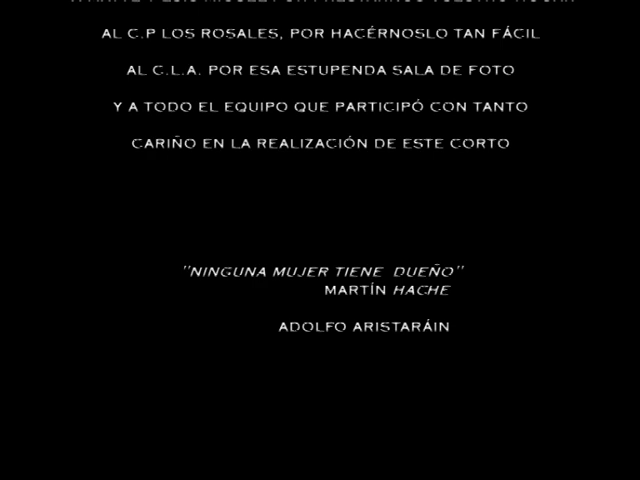 AL C.P LOS ROSALES, POR HACÉRNOSLO TAN FÁCIL
AL C.L.A. POR ESA ESTUPENDA SALA DE FOTO
Y A TODO EL EQUIPO QUE PARTICIPÓ CON TANTO
CARIÑO EN LA REALIZACIÓN DE ESTE CORTO
"NINGUNA MUJER TIENE DUEÑO"
MARTÍN HACHE
ADOLFO ARISTARÁIN